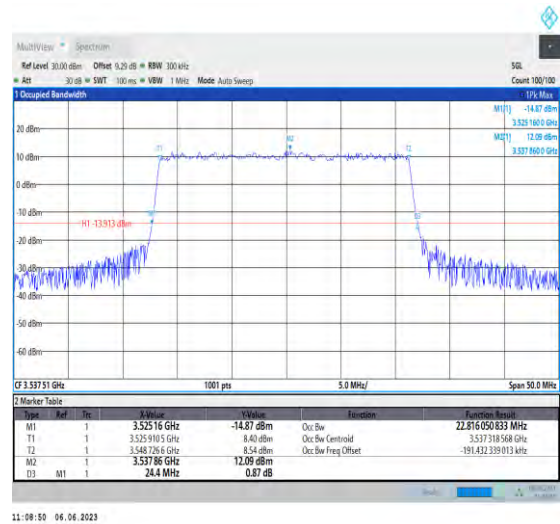 MultiView Spectrum
Ref Level 30.00 dBm Offset 9.29 dB RBW 300 kHz SGL
Att 30 dB SWT 100 ms VBW 1 MHz Mode Auto Sweep Count 100/100
1 Occupied Bandwidth 1Pk Max
M1[1] -14.87 dBm
3.525 160 0 GHz
M2[1] 12.09 dBm
3.537 860 0 GHz
20 dBm
M2
T1 T2
10 dBm
0 dBm
-10 dBm
H1 -13.913 dBm
-20 dBm
-30 dBm
-40 dBm
-50 dBm
-60 dBm
CF 3.537 51 GHz 1001 pts 5.0 MHz/ Span 50.0 MHz
2 Marker Table
Type Ref Trc X-Value Y-Value Function Function Result
M1 1 3.525 16 GHz -14.87 dBm Occ Bw 22.816 050 833 MHz
T1 1 3.525 910 5 GHz 8.40 dBm Occ Bw Centroid 3.537 318 568 GHz
T2 1 3.548 726 6 GHz 8.54 dBm Occ Bw Freq Offset -191.432 339 013 kHz
M2 1 3.537 86 GHz 12.09 dBm
D3 M1 1 24.4 MHz 0.87 dB
11:08:50 06.06.2023